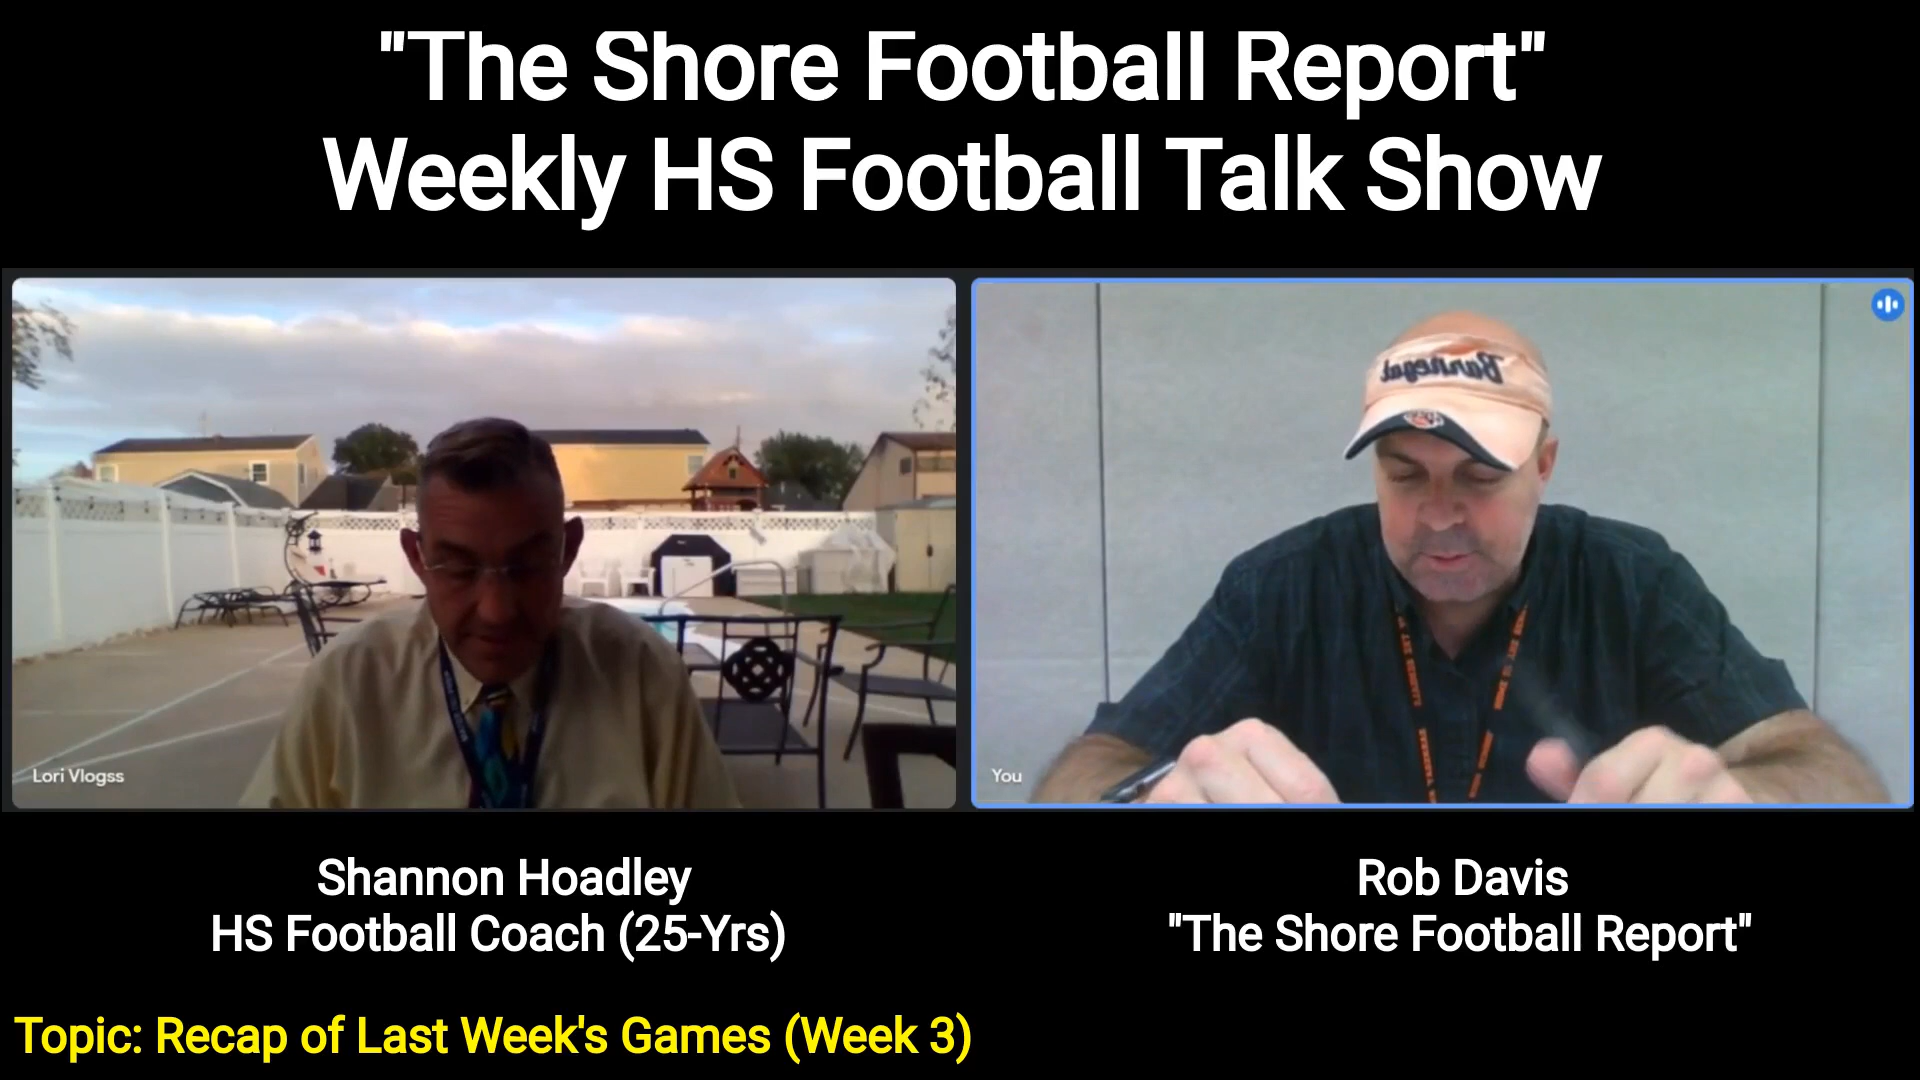 "The Shore Football Report"
Weekly HS Football Talk Show
Barnegat
Lori Vlogss
You
Shannon Hoadley
HS Football Coach (25-Yrs)
Rob Davis
"The Shore Football Report"
Topic: Recap of Last Week's Games (Week 3)